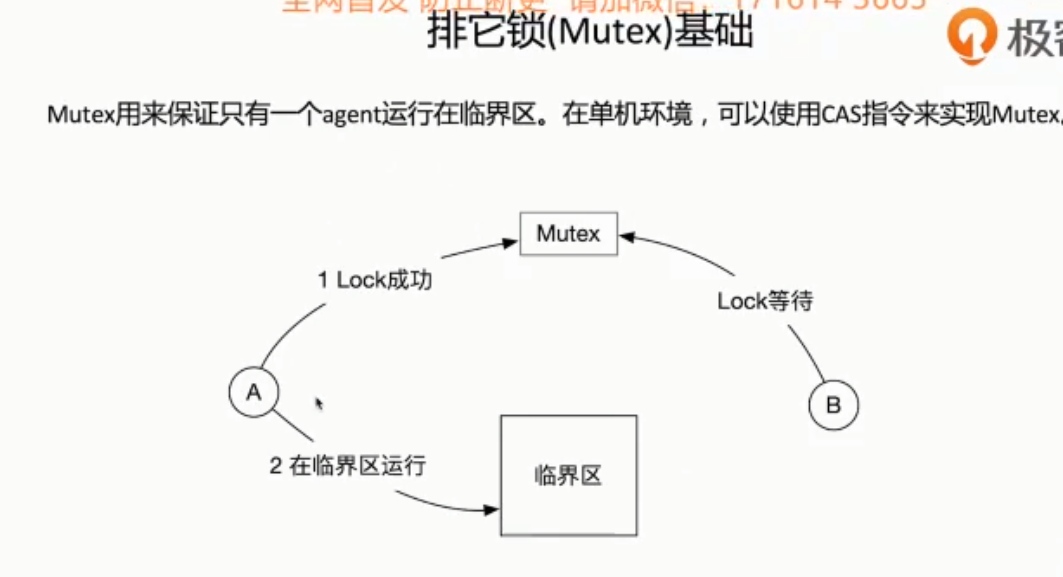 排它锁(Mutex)基础
极
Mutex用来保证只有一个agent运行在临界区。在单机环境，可以使用CAS指令来实现Mutex
Mutex
1 Lock成功
Lock等待
A
B
2 在临界区运行
临界区